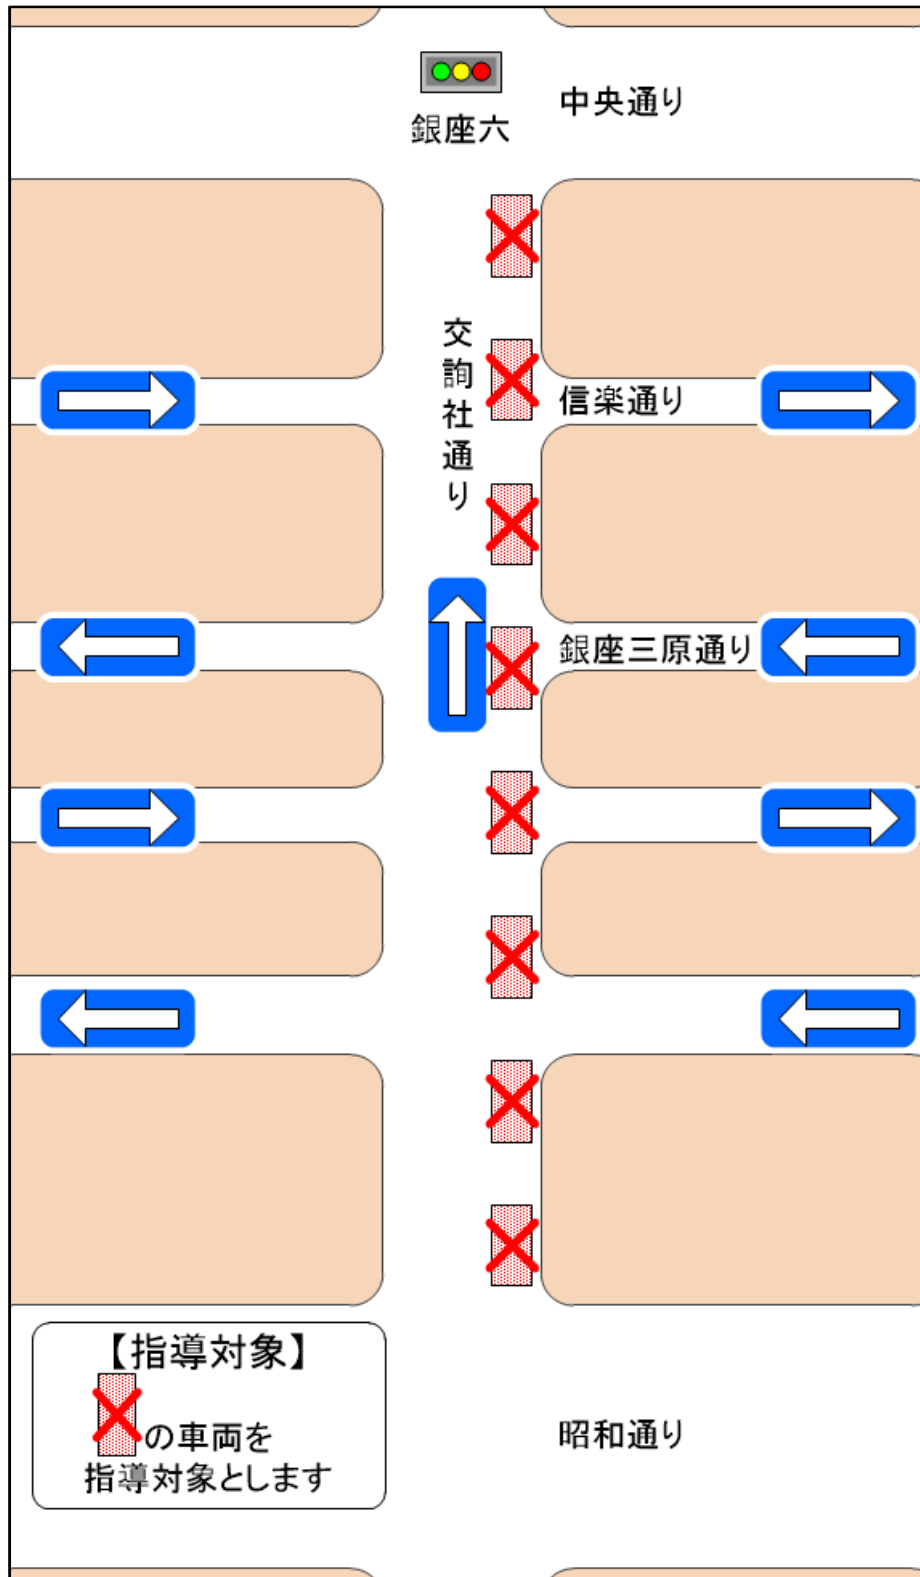 中央通り
銀座六
交詢社通り
信楽通り
銀座三原通り
【指導対象】
の車両を
指導対象とします
昭和通り